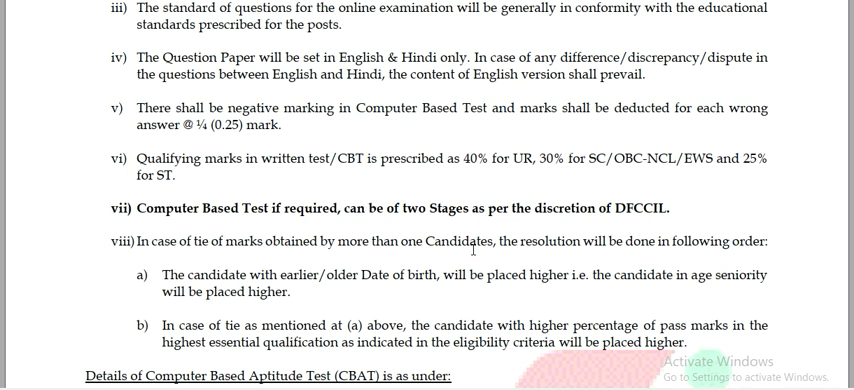 iii) The standard of questions for the online examination will be generally in conformity with the educational
standards prescribed for the posts.
iv) The Question Paper will be set in English & Hindi only. In case of any difference/discrepancy/dispute in
the questions between English and Hindi, the content of English version shall prevail.
v) There shall be negative marking in Computer Based Test and marks shall be deducted for each wrong
answer @ ¼ (0.25) mark.
vi) Qualifying marks in written test/CBT is prescribed as 40% for UR, 30% for SC/OBC-NCL/EWS and 25%
for ST.
vii) Computer Based Test if required, can be of two Stages as per the discretion of DFCCIL.
viii) In case of tie of marks obtained by more than one Candidates, the resolution will be done in following order:
a) The candidate with earlier/older Date of birth, will be placed higher i.e. the candidate in age seniority
will be placed higher.
b) In case of tie as mentioned at (a) above, the candidate with higher percentage of pass marks in the
highest essential qualification as indicated in the eligibility criteria will be placed higher.
Activate Windows
Details of Computer Based Aptitude Test (CBAT) is as under:
Go to Settings to activate Windows.